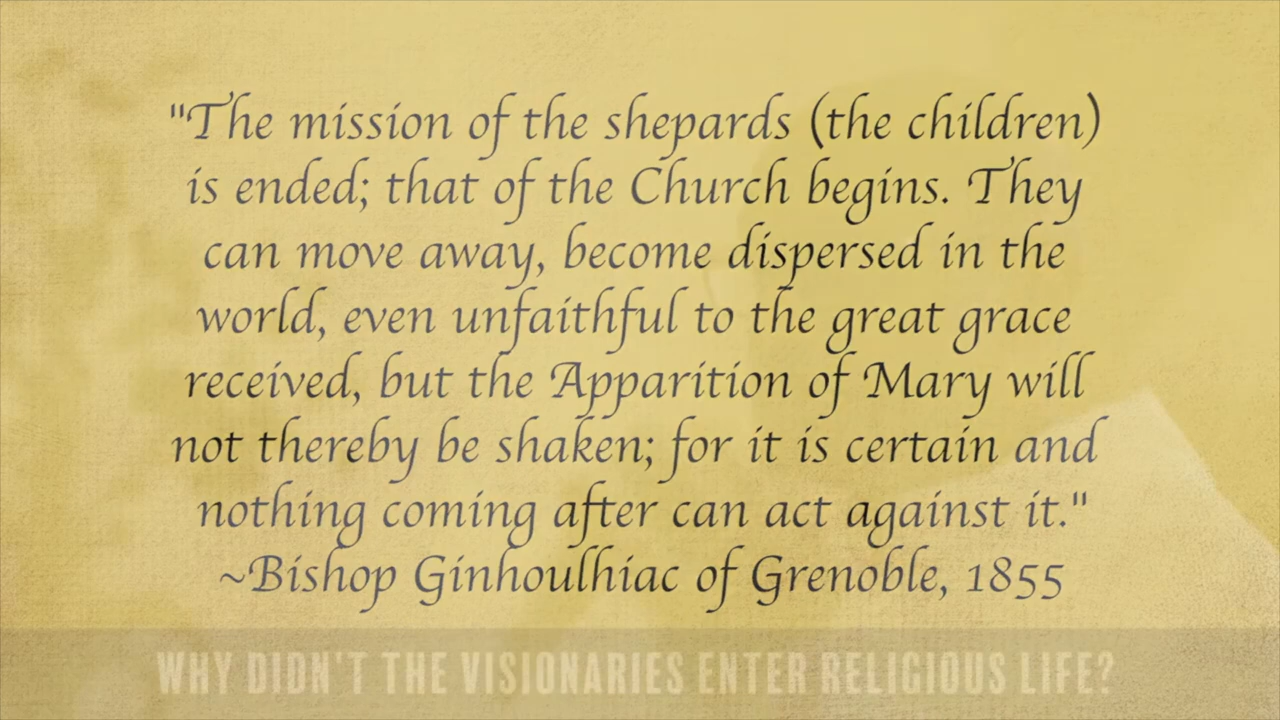 "The mission of the shepards (the children)
is ended; that of the Church begins. They
can move away, become dispersed in the
world, even unfaithful to the great grace
received, but the Apparition of Mary will
not thereby be shaken; for it is certain and
nothing coming after can act against it."
~Bishop Ginhoulhiac of Grenoble, 1855
WHY DIDN'T THE VISIONARIES ENTER RELIGIOUS LIFE?